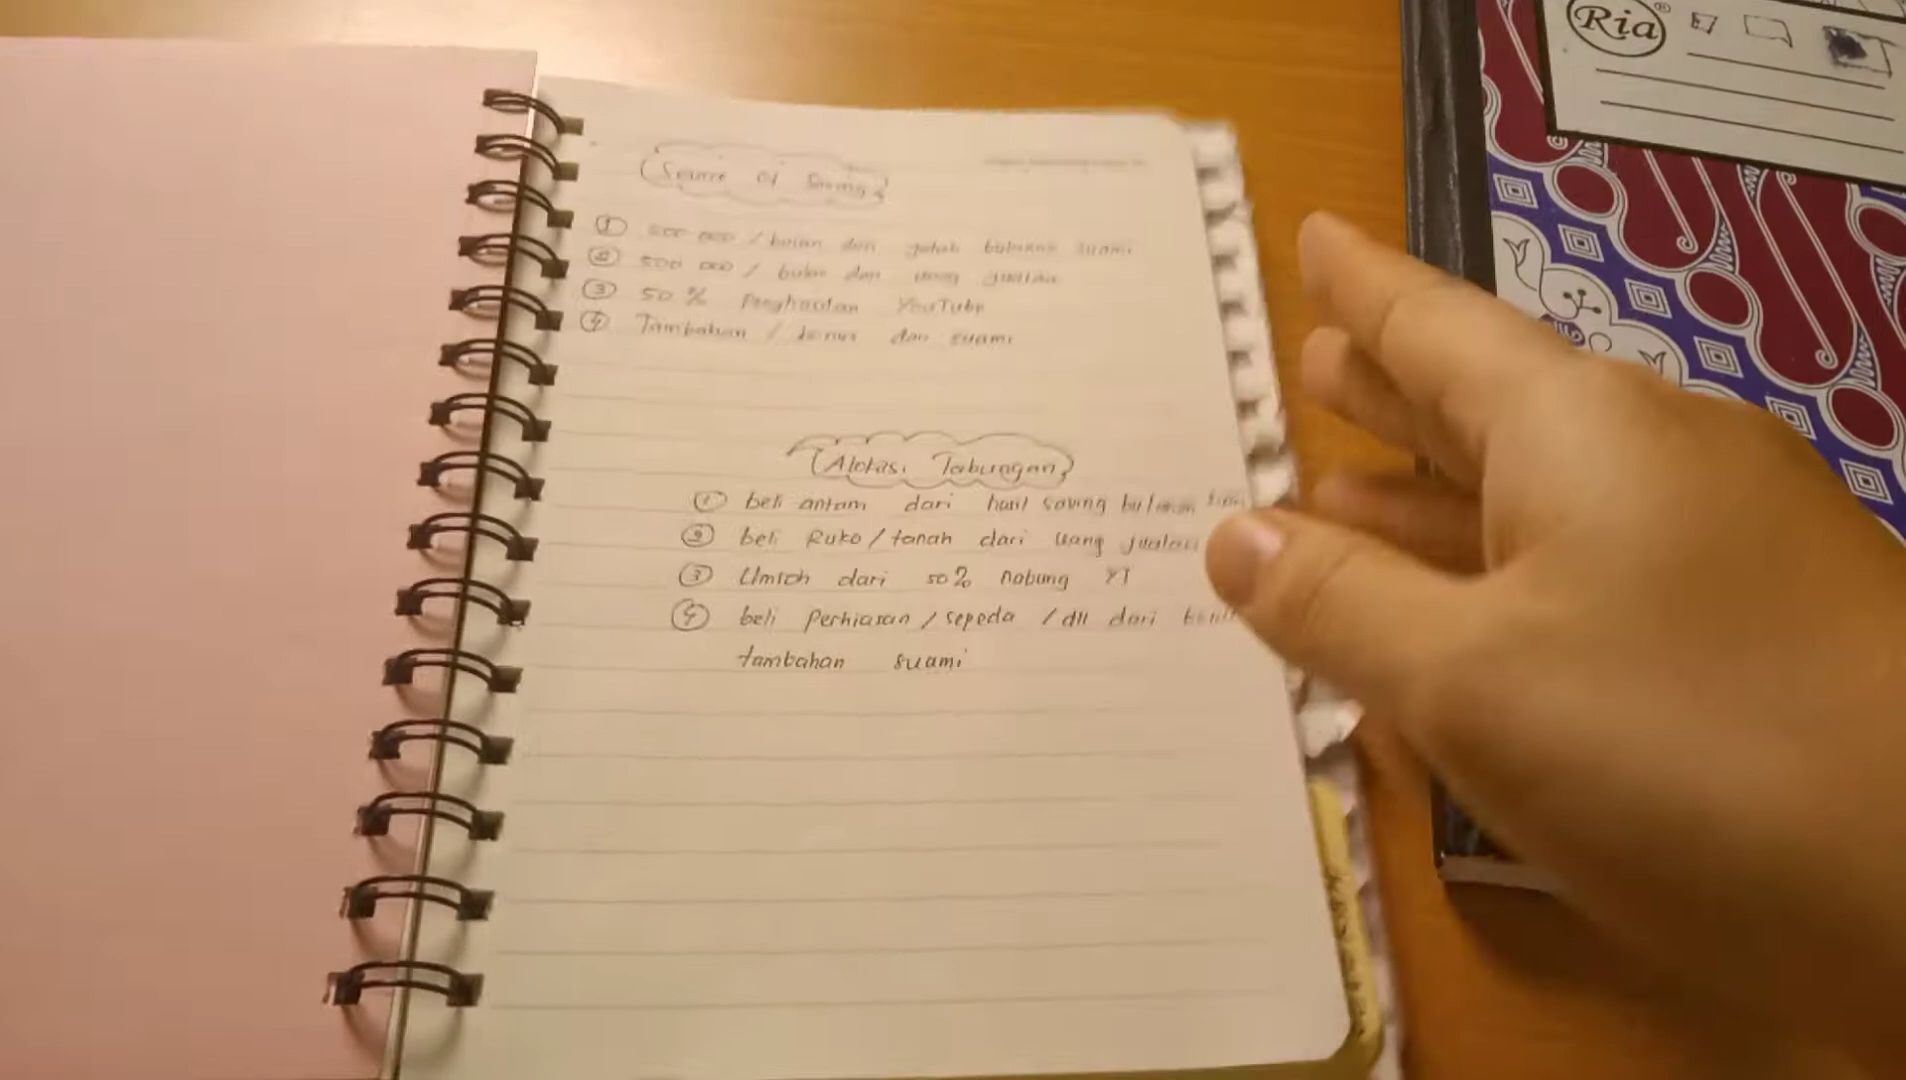 Source of Saving
① 500 000 / bulan dari jatah bulanan suami
② 500 000 / bulan dari uang jualan
③ 50% Penghasilan YouTube
④ Tambahan / bonus dari suami
Alokasi Tabungan
① beli antam dari hasil saving bulanan
② beli Ruko/tanah dari uang jualan
③ Umroh dari 50% nabung YT
④ beli perhiasan/sepeda/dll dari bonus
tambahan suami
Ria®